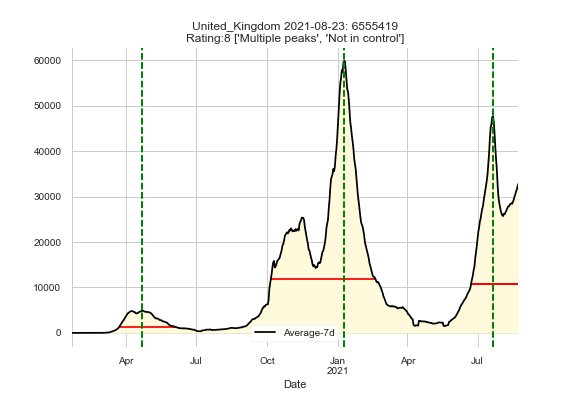 United_Kingdom 2021-08-23: 6555419
Rating:8 ['Multiple peaks', 'Not in control']
60000
50000
40000
30000
20000
10000
0
Average-7d
Apr Jul Oct Jan Apr Jul
2021
Date